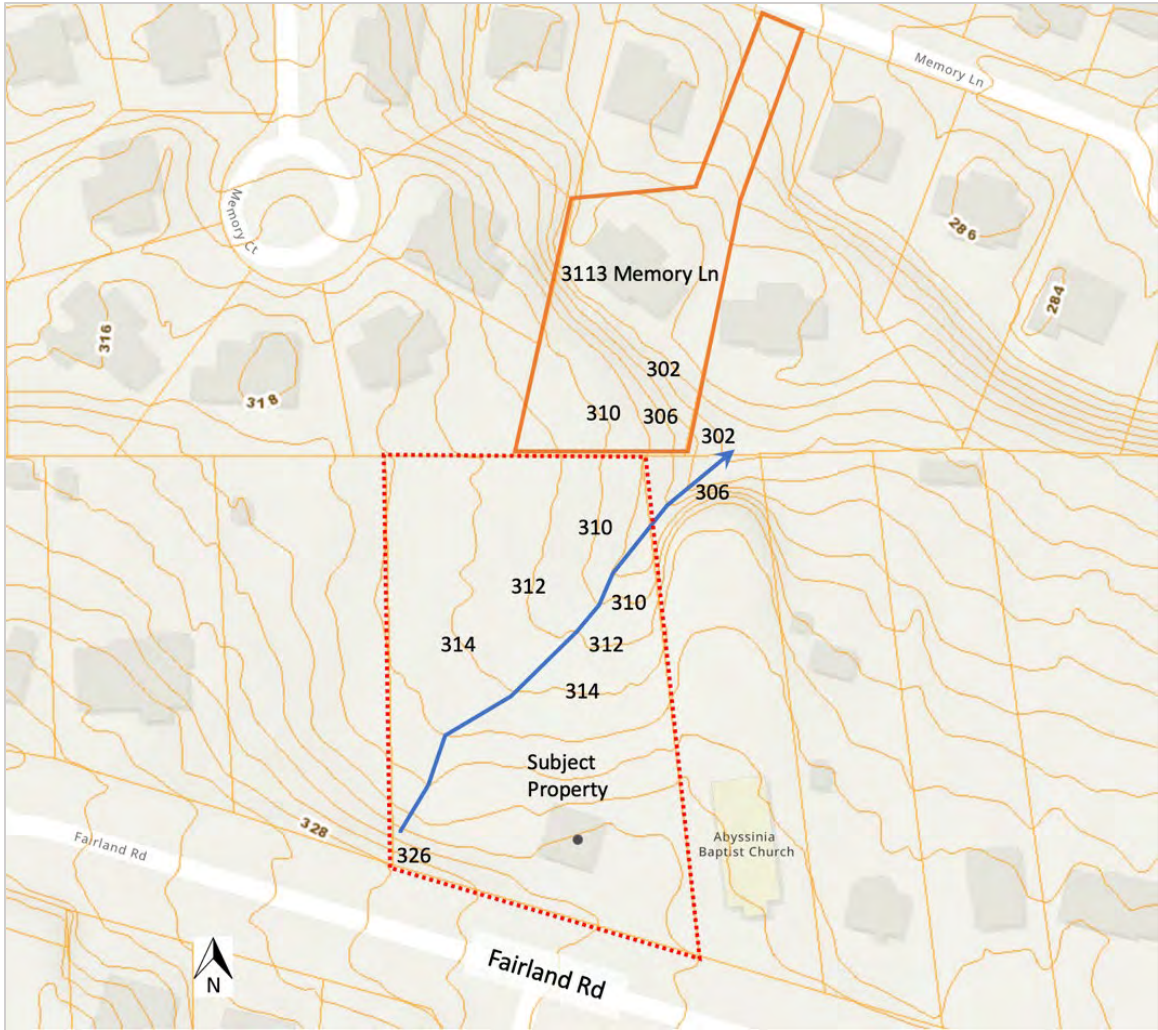 Memory Ln
Memory Ct
286
3113 Memory Ln
284
316
302
318
310
306
302
306
310
312
310
314
312
314
Subject
Property
328
Fairland Rd
Abyssinia
Baptist Church
326
Fairland Rd
N